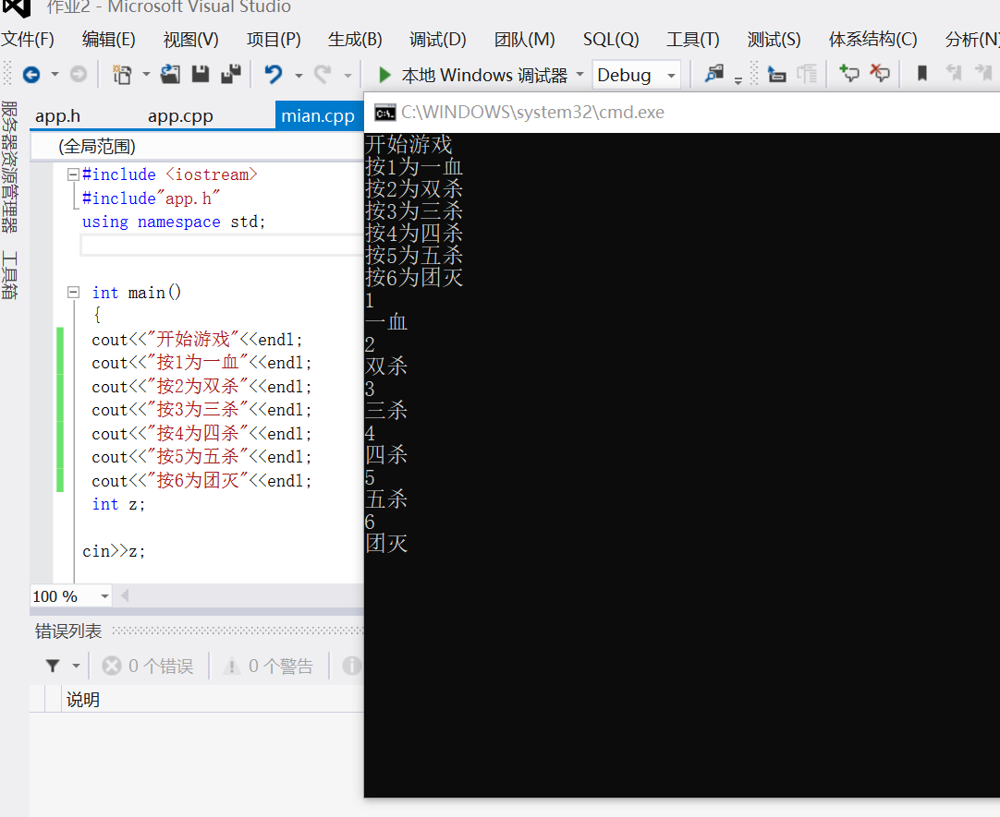 作业2 - Microsoft Visual Studio
文件(F) 编辑(E) 视图(V) 项目(P) 生成(B) 调试(D) 团队(M) SQL(Q) 工具(T) 测试(S) 体系结构(C) 分析(N)
本地 Windows 调试器 Debug
服务器资源管理器
工具箱
app.h app.cpp mian.cpp
(全局范围)
#include <iostream>
#include"app.h"
using namespace std;
int main()
{
cout<<"开始游戏"<<endl;
cout<<"按1为一血"<<endl;
cout<<"按2为双杀"<<endl;
cout<<"按3为三杀"<<endl;
cout<<"按4为四杀"<<endl;
cout<<"按5为五杀"<<endl;
cout<<"按6为团灭"<<endl;
int z;
cin>>z;
100 %
错误列表
0 个错误 0 个警告
说明
C:\WINDOWS\system32\cmd.exe
开始游戏
按1为一血
按2为双杀
按3为三杀
按4为四杀
按5为五杀
按6为团灭
1
一血
2
双杀
3
三杀
4
四杀
5
五杀
6
团灭